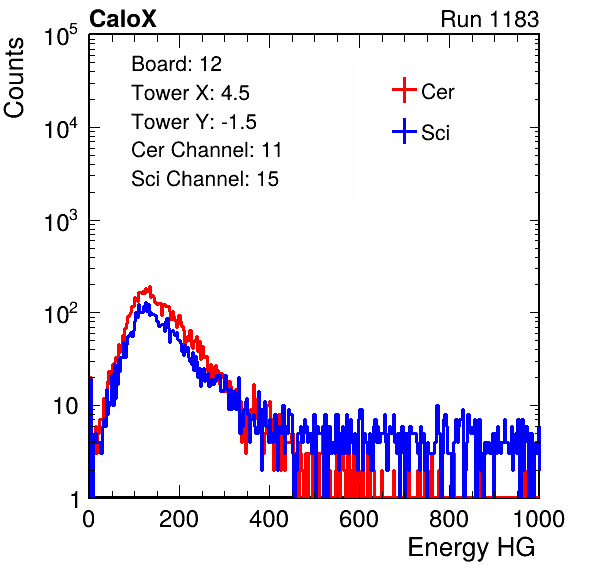 CaloX Run 1183
Counts
10^5
10^4
10^3
10^2
10
1
Board: 12
Tower X: 4.5
Tower Y: -1.5
Cer Channel: 11
Sci Channel: 15
Cer
Sci
0 200 400 600 800 1000
Energy HG